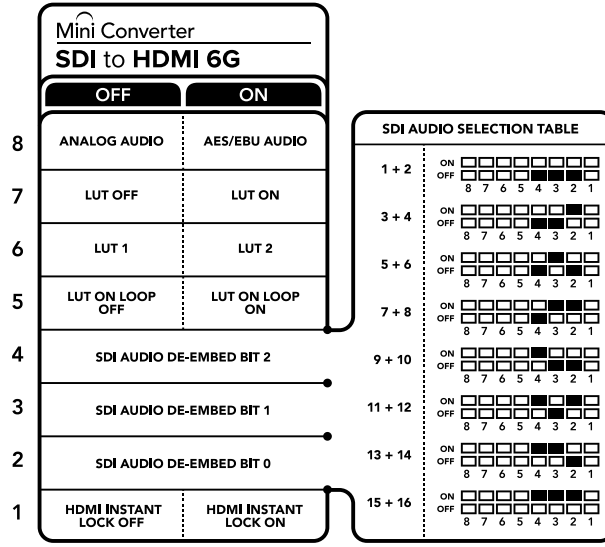 Mini Converter
SDI to HDMI 6G
OFF ON
8 ANALOG AUDIO AES/EBU AUDIO
7 LUT OFF LUT ON
6 LUT 1 LUT 2
5 LUT ON LOOP OFF LUT ON LOOP ON
4 SDI AUDIO DE-EMBED BIT 2
3 SDI AUDIO DE-EMBED BIT 1
2 SDI AUDIO DE-EMBED BIT 0
1 HDMI INSTANT LOCK OFF HDMI INSTANT LOCK ON
SDI AUDIO SELECTION TABLE
1 + 2
ON
OFF
8 7 6 5 4 3 2 1
3 + 4
ON
OFF
8 7 6 5 4 3 2 1
5 + 6
ON
OFF
8 7 6 5 4 3 2 1
7 + 8
ON
OFF
8 7 6 5 4 3 2 1
9 + 10
ON
OFF
8 7 6 5 4 3 2 1
11 + 12
ON
OFF
8 7 6 5 4 3 2 1
13 + 14
ON
OFF
8 7 6 5 4 3 2 1
15 + 16
ON
OFF
8 7 6 5 4 3 2 1